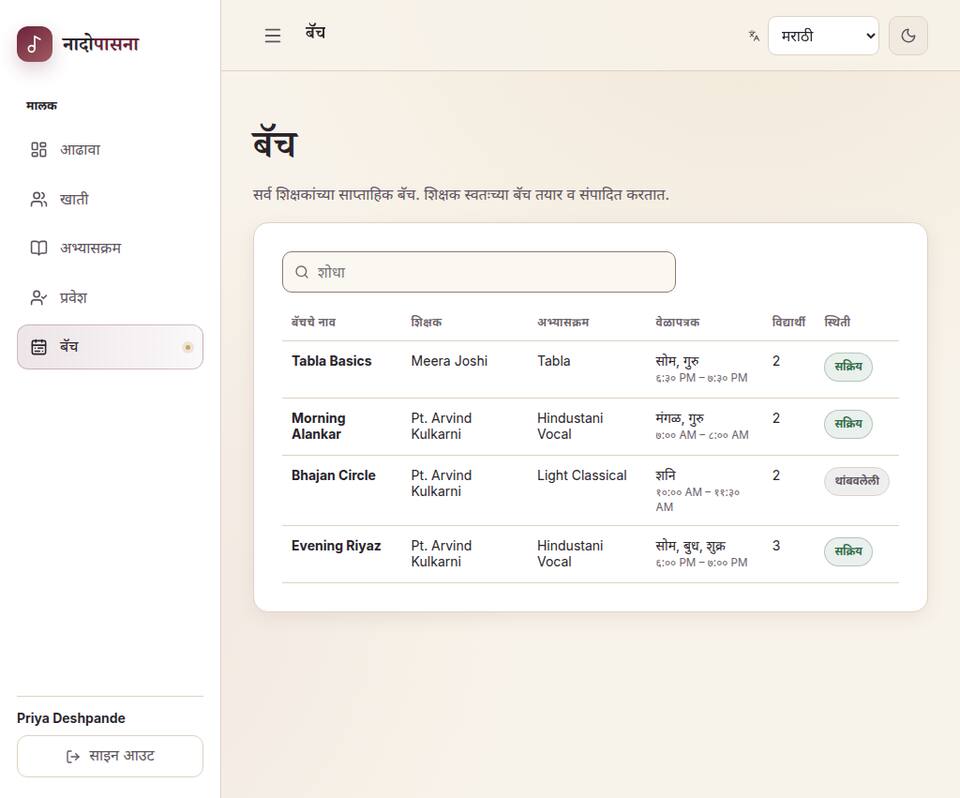 नादोपासना
मालक
आढावा
खाती
अभ्यासक्रम
प्रवेश
बॅच
Priya Deshpande
साइन आउट
बॅच
मराठी
बॅच
सर्व शिक्षकांच्या साप्ताहिक बॅच. शिक्षक स्वतःच्या बॅच तयार व संपादित करतात.
शोधा
बॅचचे नाव शिक्षक अभ्यासक्रम वेळापत्रक विद्यार्थी स्थिती
Tabla Basics Meera Joshi Tabla सोम, गुरु 2 सक्रिय
६:३० PM – ७:३० PM
Morning Pt. Arvind Hindustani मंगळ, गुरु 2 सक्रिय
Alankar Kulkarni Vocal ७:०० AM – ८:०० AM
Bhajan Circle Pt. Arvind Light Classical शनि 2 थांबवलेली
Kulkarni १०:०० AM – ११:३०
AM
Evening Riyaz Pt. Arvind Hindustani सोम, बुध, शुक्र 3 सक्रिय
Kulkarni Vocal ६:०० PM – ७:०० PM